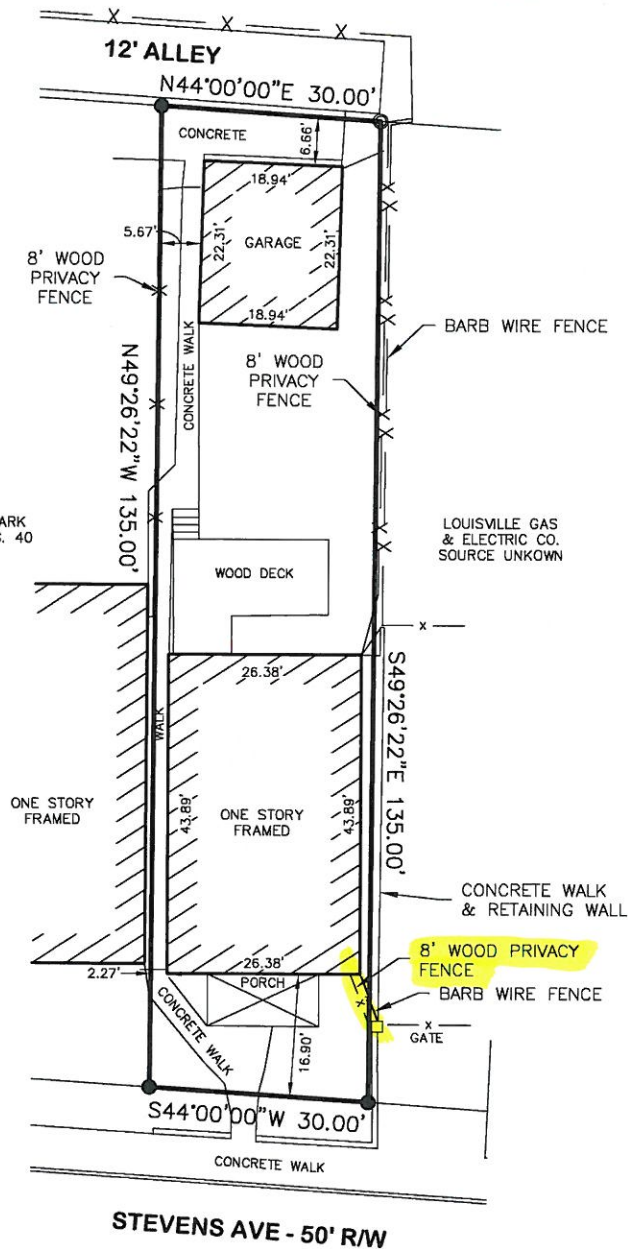 12' ALLEY
N44°00'00"E 30.00'
CONCRETE
6.66'
18.94'
5.67'
22.31'
GARAGE
22.31'
8' WOOD
PRIVACY
FENCE
18.94'
BARB WIRE FENCE
CONCRETE WALK
8' WOOD
PRIVACY
FENCE
N49°26'22"W 135.00'
ARK
. 40
LOUISVILLE GAS
& ELECTRIC CO.
SOURCE UNKOWN
WOOD DECK
x
26.38'
S49°26'22"E 135.00'
WALK
ONE STORY
FRAMED
43.89'
ONE STORY
FRAMED
43.89'
CONCRETE WALK
& RETAINING WALL
8' WOOD PRIVACY
FENCE
26.38'
2.27'
PORCH
BARB WIRE FENCE
x
x
GATE
CONCRETE WALK
16.90'
S44°00'00"W 30.00'
CONCRETE WALK
STEVENS AVE - 50' R/W